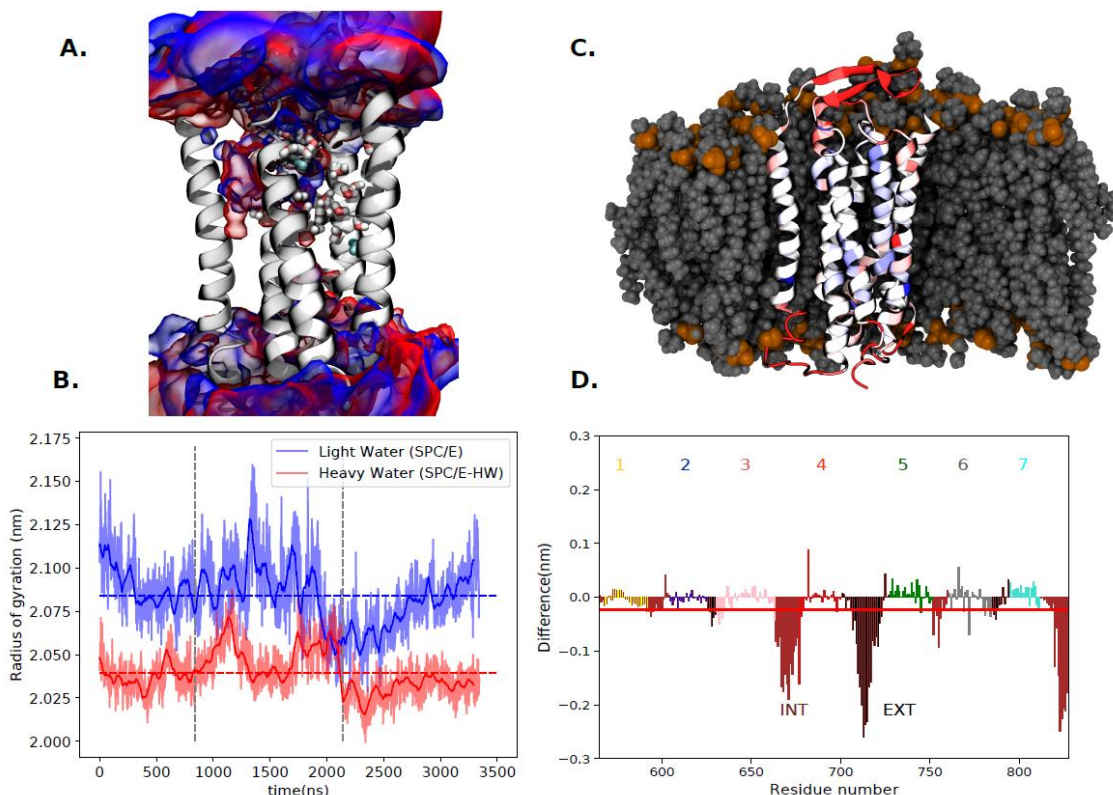 A.
C.
B.
2.175
2.150
2.125
2.100
2.075
2.050
2.025
2.000
Radius of gyration (nm)
Light Water (SPC/E)
Heavy Water (SPC/E-HW)
0 500 1000 1500 2000 2500 3000 3500
time(ns)
D.
0.3
0.2
0.1
0.0
−0.1
−0.2
−0.3
Difference(nm)
1 2 3 4 5 6 7
INT EXT
600 650 700 750 800
Residue number